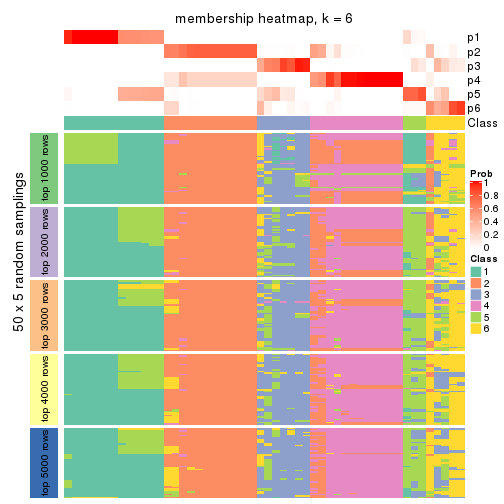 membership heatmap, k = 6
p1
p2
p3
p4
p5
p6
Class
50 x 5 random samplings
top 1000 rows
top 2000 rows
top 3000 rows
top 4000 rows
top 5000 rows
Prob
1
0.8
0.6
0.4
0.2
0
Class
1
2
3
4
5
6